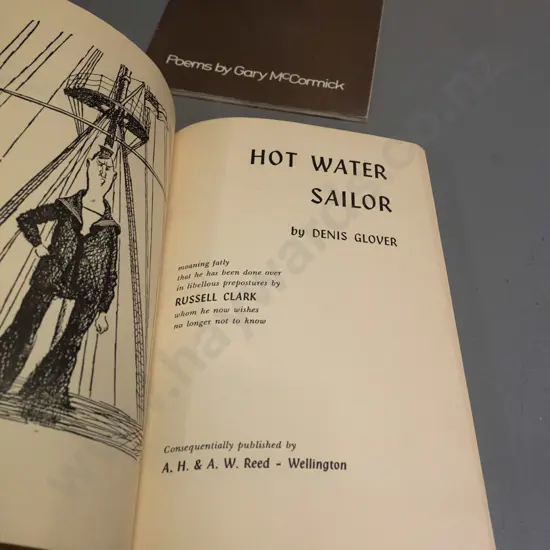 Poems by Gary McCormick
HOT WATER
SAILOR
by DENIS GLOVER
moaning fatly
that he has been done over
in libellous prepostures by
RUSSELL CLARK
whom he now wishes
no longer not to know
Consequentially published by
A. H. & A. W. Reed - Wellington